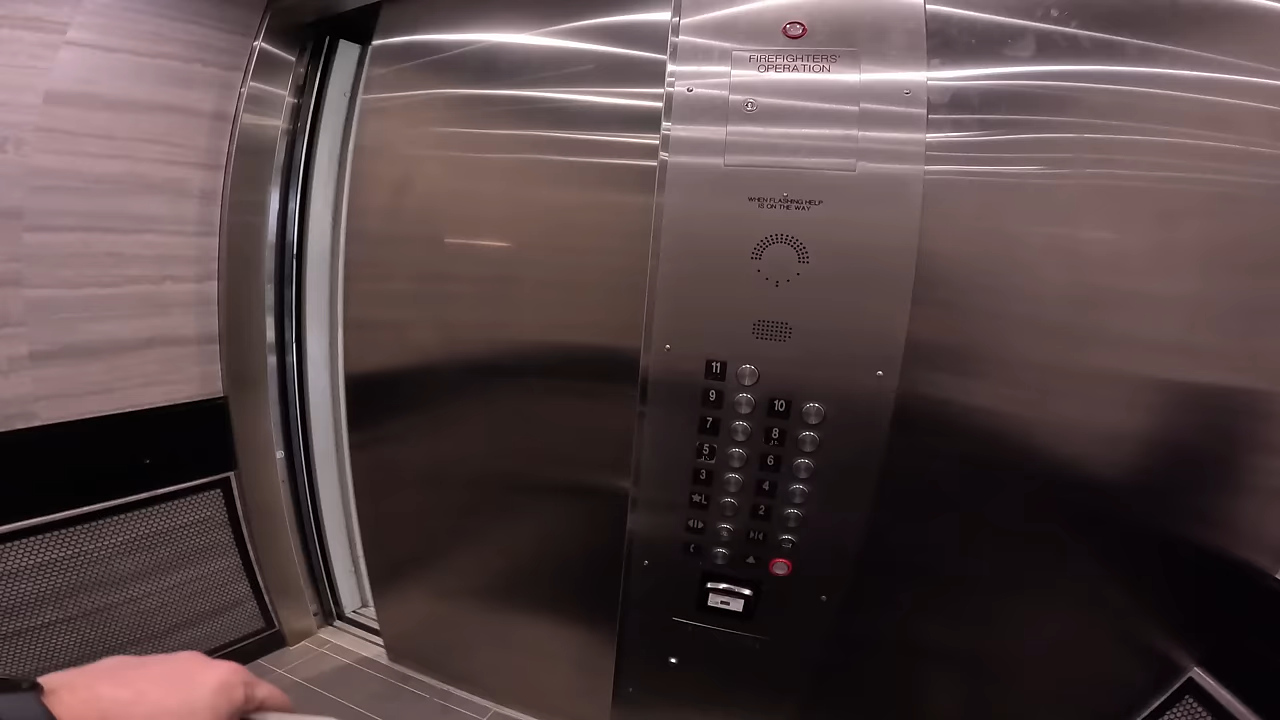 FIREFIGHTERS'
OPERATION
WHEN FLASHING HELP
IS ON THE WAY
11
9 10
7 8
5 6
3 4
★L 2